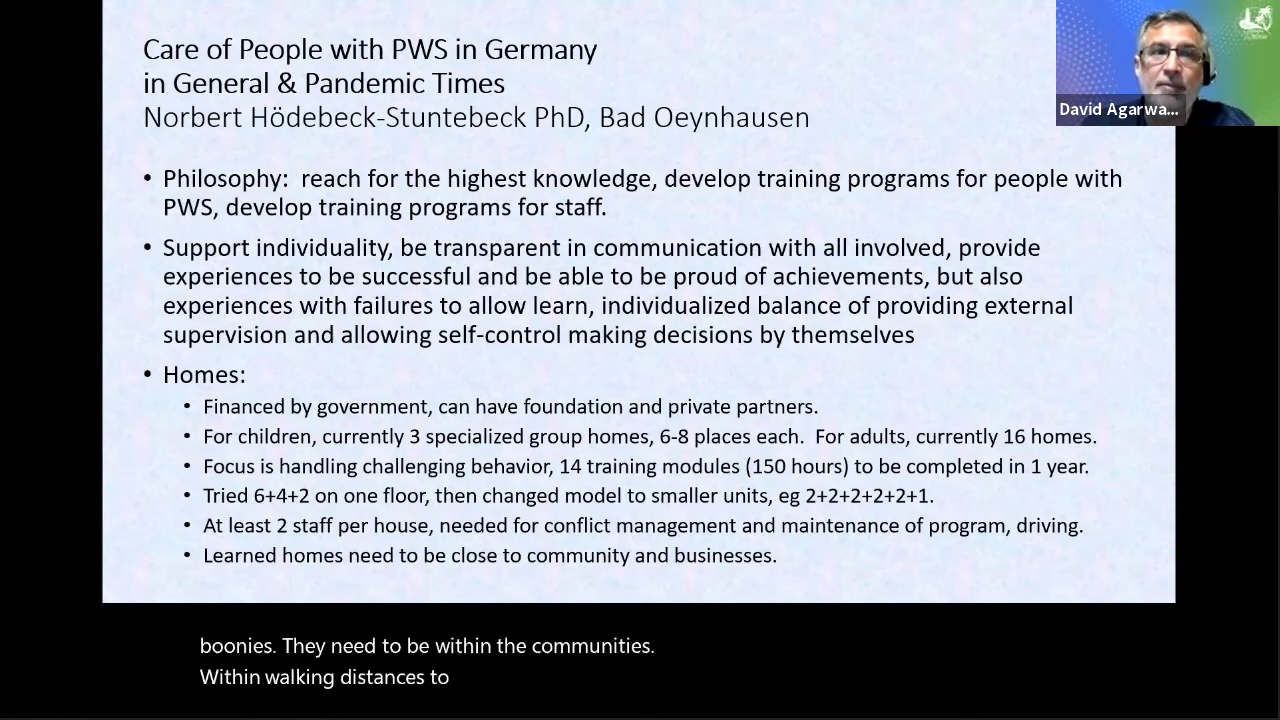 Care of People with PWS in Germany
in General & Pandemic Times
Norbert Hödebeck-Stuntebeck PhD, Bad Oeynhausen
David Agarwa...
• Philosophy:  reach for the highest knowledge, develop training programs for people with
PWS, develop training programs for staff.
• Support individuality, be transparent in communication with all involved, provide
experiences to be successful and be able to be proud of achievements, but also
experiences with failures to allow learn, individualized balance of providing external
supervision and allowing self-control making decisions by themselves
• Homes:
• Financed by government, can have foundation and private partners.
• For children, currently 3 specialized group homes, 6-8 places each.  For adults, currently 16 homes.
• Focus is handling challenging behavior, 14 training modules (150 hours) to be completed in 1 year.
• Tried 6+4+2 on one floor, then changed model to smaller units, eg 2+2+2+2+2+1.
• At least 2 staff per house, needed for conflict management and maintenance of program, driving.
• Learned homes need to be close to community and businesses.
boonies. They need to be within the communities.
Within walking distances to